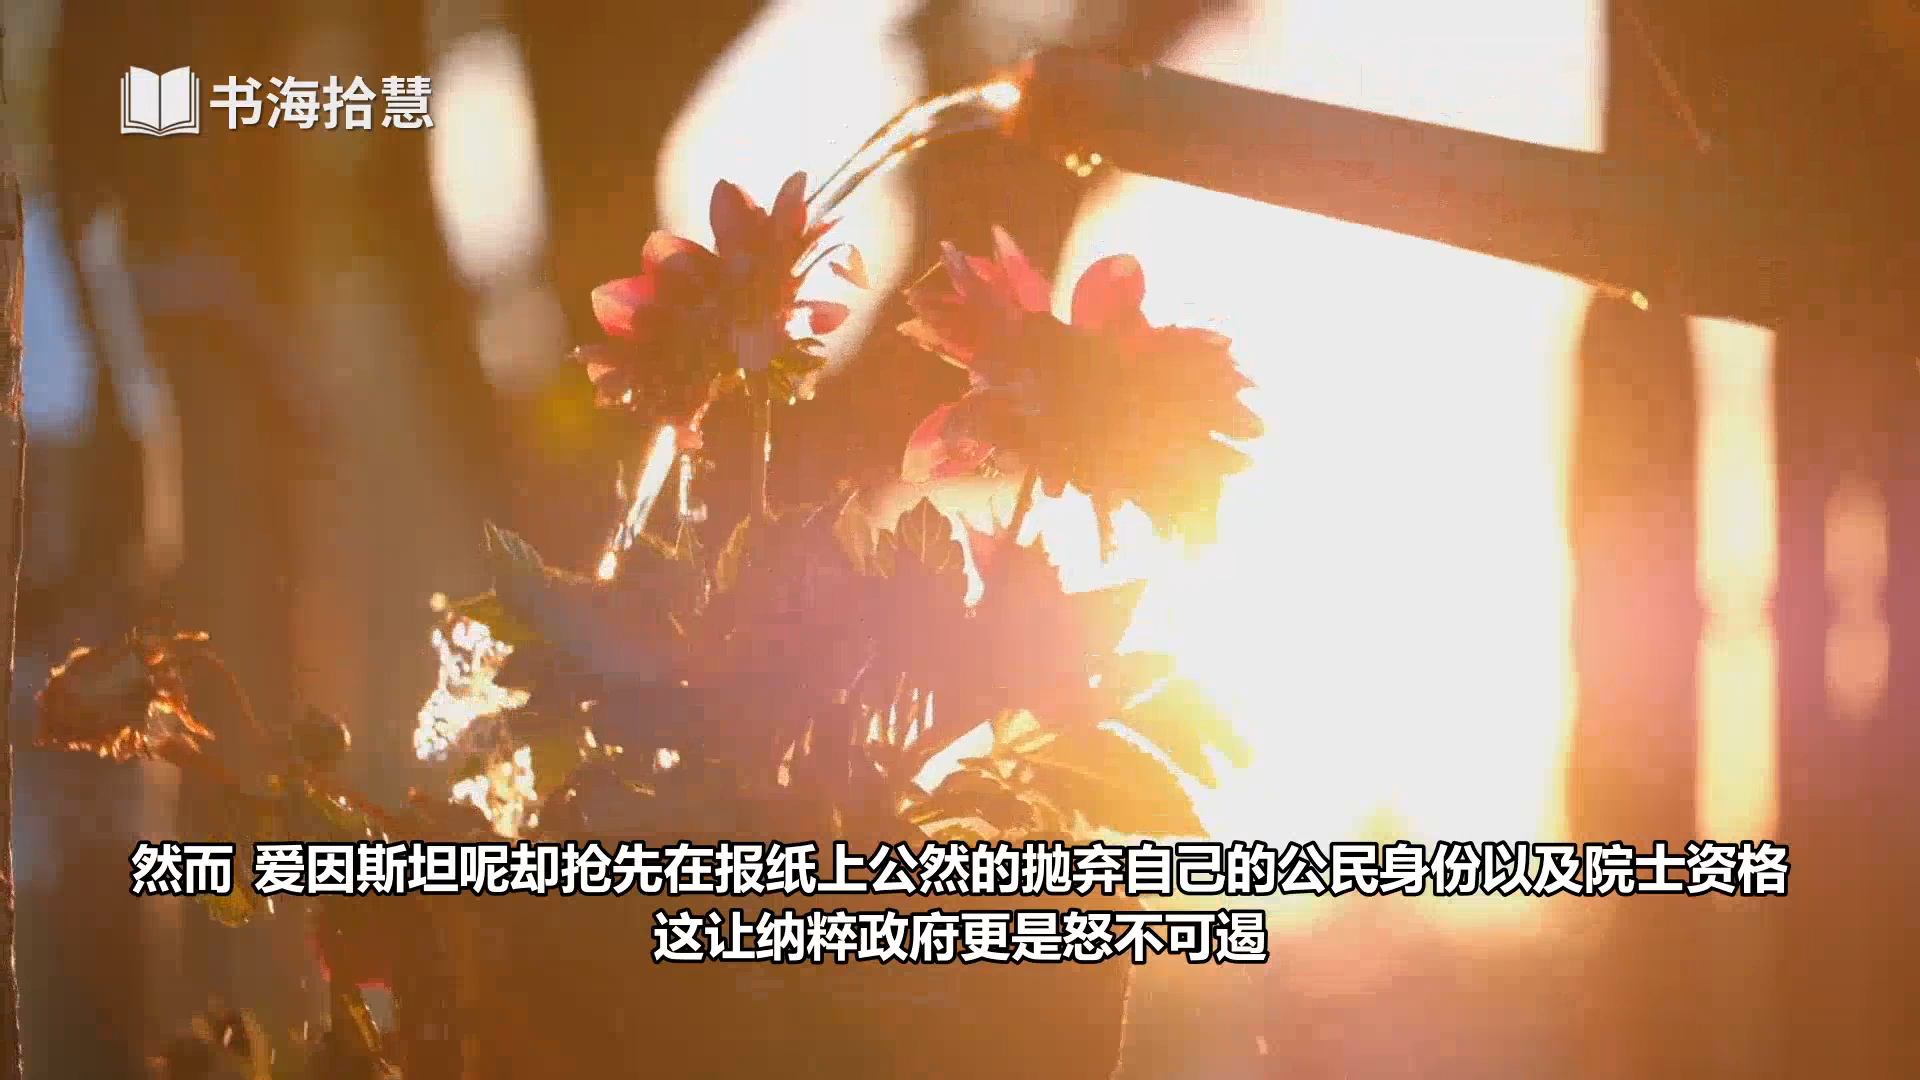 书海拾慧
然而 爱因斯坦呢却抢先在报纸上公然的抛弃自己的公民身份以及院士资格
这让纳粹政府更是怒不可遏